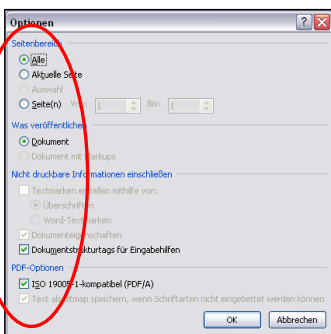 Optionen
Seitenbereich
Alle
Aktuelle Seite
Auswahl
Seite(n) Von: 1 Bis: 1
Was veröffentlichen
Dokument
Dokument mit Markups
Nicht druckbare Informationen einschließen
Textmarken erstellen mithilfe von:
Überschriften
Word-Textmarken
Dokumenteigenschaften
Dokumentstrukturtags für Eingabehilfen
PDF-Optionen
ISO 19005-1-kompatibel (PDF/A)
Text als Bitmap speichern, wenn Schriftarten nicht eingebettet werden können
OK Abbrechen